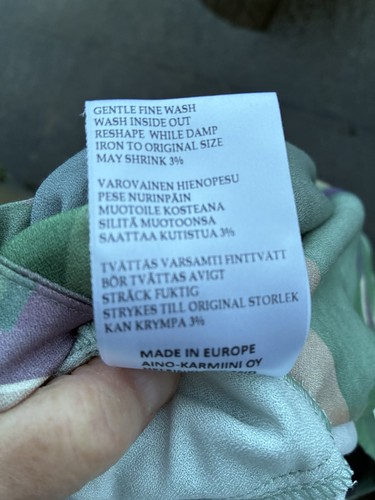 GENTLE FINE WASH
WASH INSIDE OUT
RESHAPE WHILE DAMP
IRON TO ORIGINAL SIZE
MAY SHRINK 3%
VAROVAINEN HIENOPESU
PESE NURINPÄIN
MUOTOILE KOSTEANA
SILITÄ MUOTOONSA
SAATTAA KUTISTUA 3%
TVÄTTAS VARSAMT FINTTVÄTT
BÖR TVÄTTAS AVIGT
STRÄCK FUKTIG
STRYKES TILL ORIGINAL STORLEK
KAN KRYMPA 3%
MADE IN EUROPE
AINO-KARMIINI OY